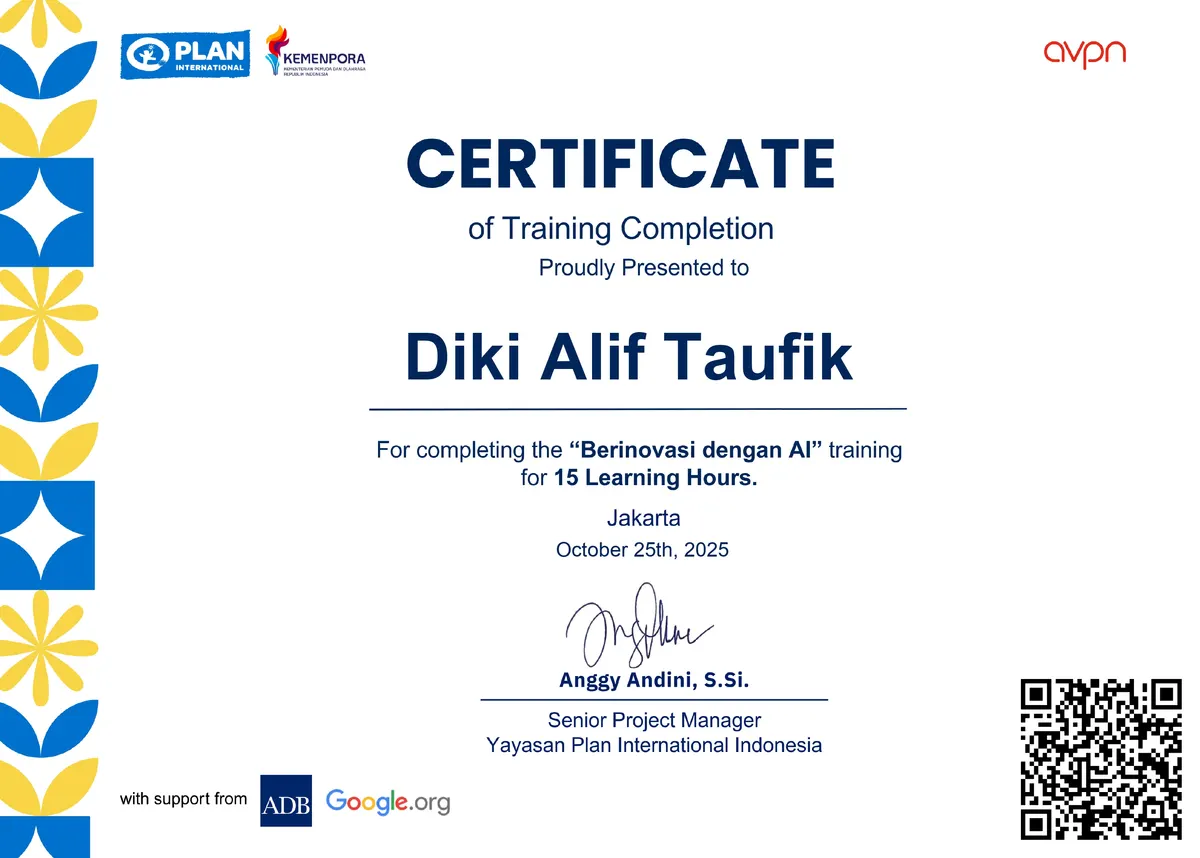 PLAN
INTERNATIONAL
KEMENPORA
KEMENTERIAN PEMUDA DAN OLAHRAGA
REPUBLIK INDONESIA
avpn
CERTIFICATE
of Training Completion
Proudly Presented to
Diki Alif Taufik
For completing the “Berinovasi dengan AI” training
for 15 Learning Hours.
Jakarta
October 25th, 2025
Anggy Andini, S.Si.
Senior Project Manager
Yayasan Plan International Indonesia
with support from
ADB
Google.org